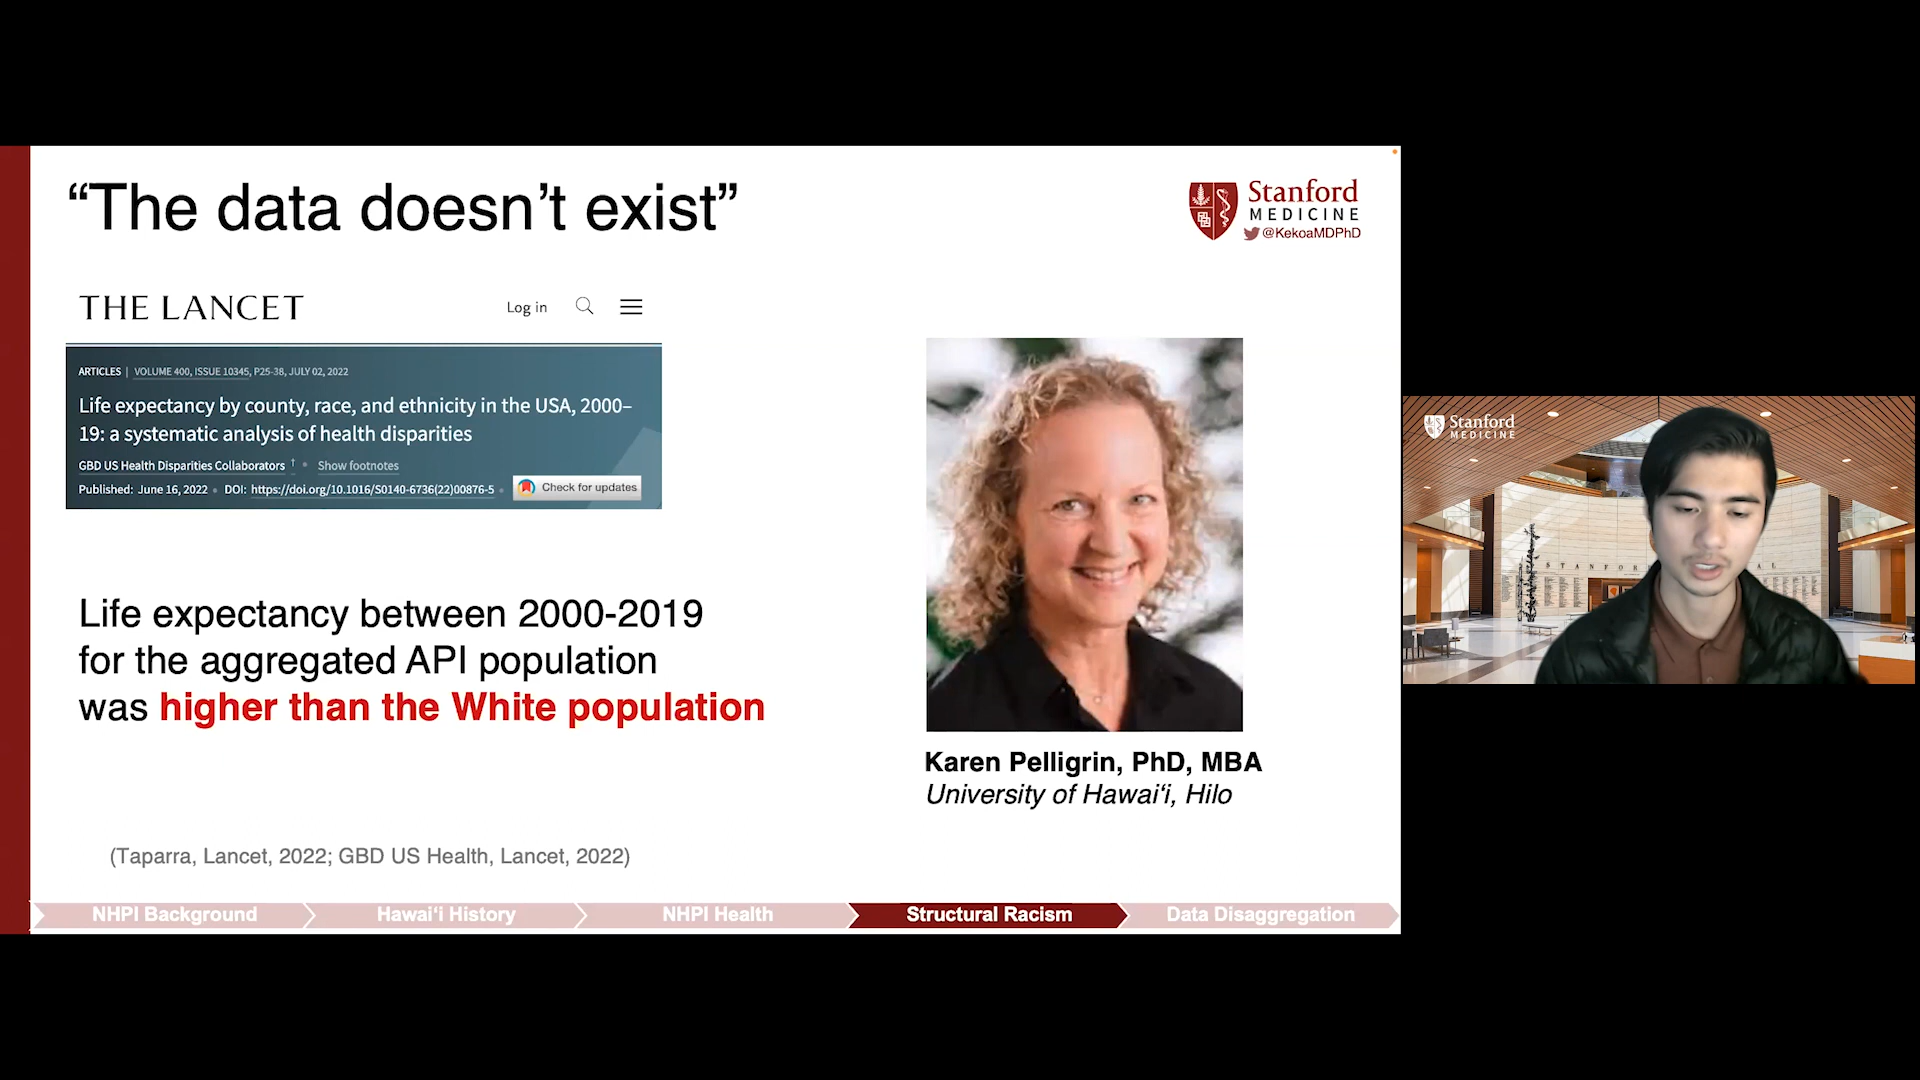 “The data doesn’t exist”
Stanford
MEDICINE
@KekoaMDPhD
THE LANCET
Log in
ARTICLES | VOLUME 400, ISSUE 10345, P25-38, JULY 02, 2022
Life expectancy by county, race, and ethnicity in the USA, 2000–
19: a systematic analysis of health disparities
GBD US Health Disparities Collaborators † • Show footnotes
Published: June 16, 2022 • DOI: https://doi.org/10.1016/S0140-6736(22)00876-5 •
Check for updates
Life expectancy between 2000-2019
for the aggregated API population
was higher than the White population
Karen Pelligrin, PhD, MBA
University of Hawai‘i, Hilo
(Taparra, Lancet, 2022; GBD US Health, Lancet, 2022)
NHPI Background
Hawai‘i History
NHPI Health
Structural Racism
Data Disaggregation
Stanford
MEDICINE